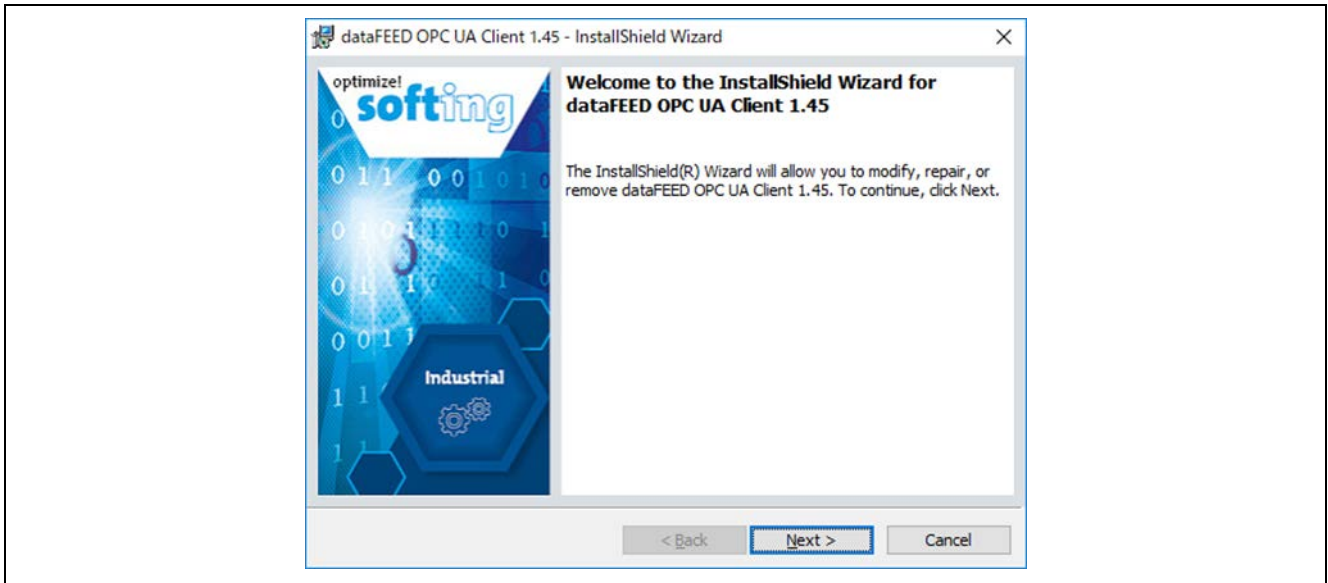 dataFEED OPC UA Client 1.45 - InstallShield Wizard
optimize!
softing
Welcome to the InstallShield Wizard for
dataFEED OPC UA Client 1.45
The InstallShield(R) Wizard will allow you to modify, repair, or
remove dataFEED OPC UA Client 1.45. To continue, click Next.
Industrial
< Back
Next >
Cancel